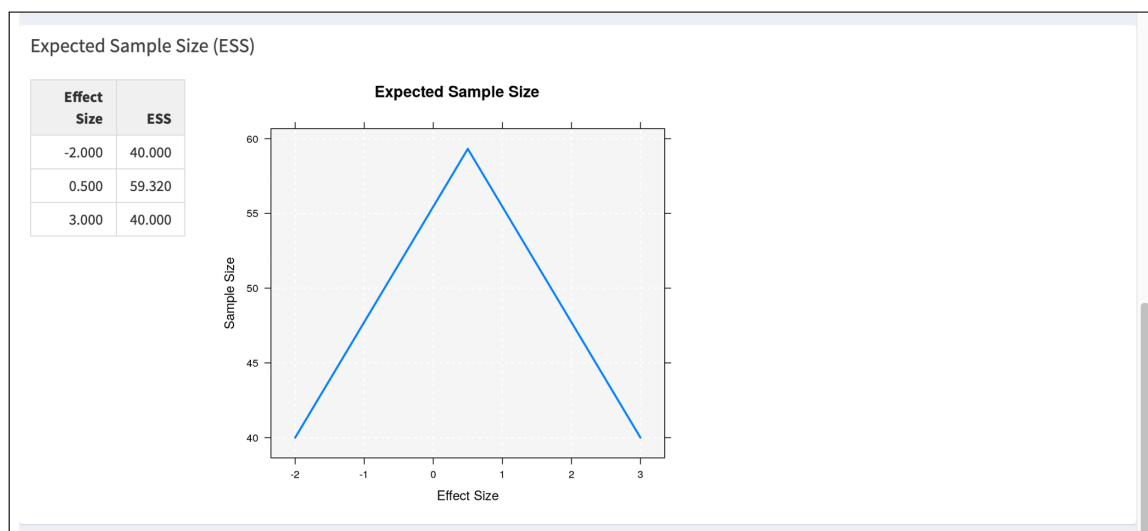 Expected Sample Size (ESS)
Effect
Size ESS
-2.000 40.000
0.500 59.320
3.000 40.000
Expected Sample Size
60
55
50
45
40
Sample Size
-2 -1 0 1 2 3
Effect Size